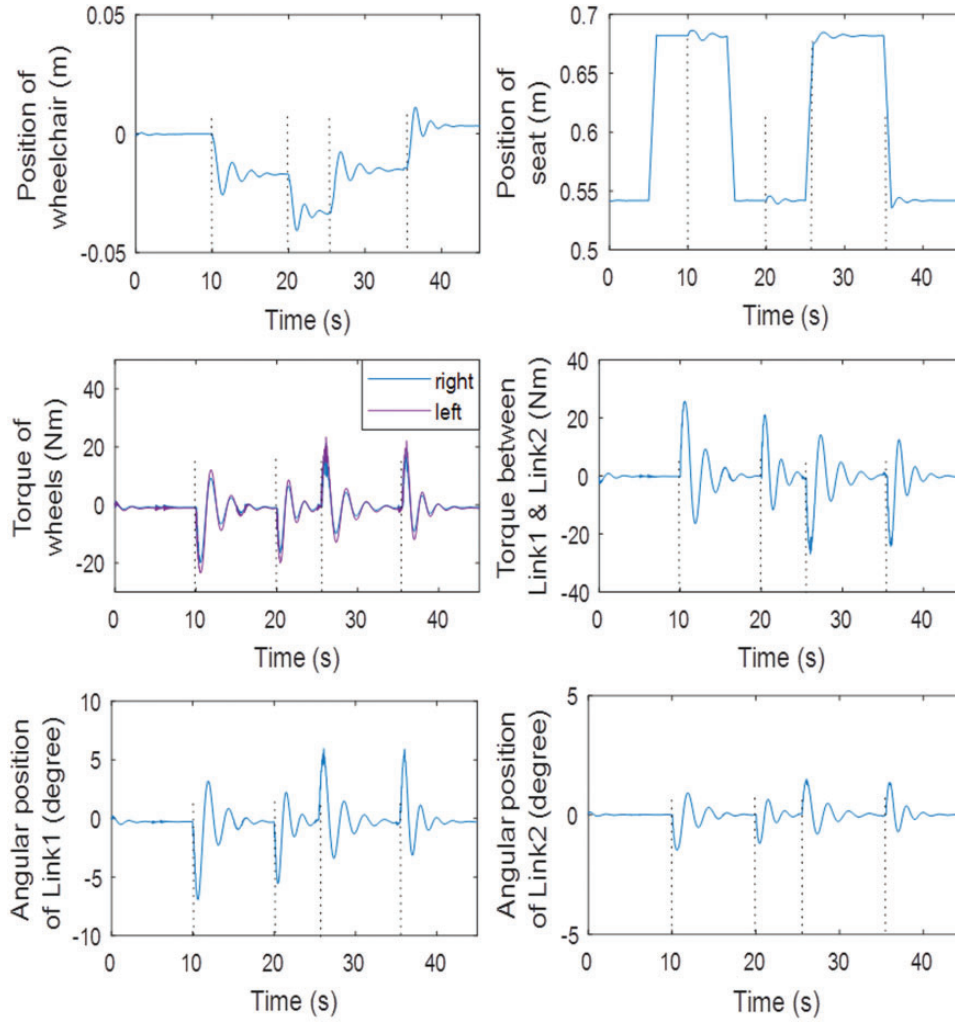 0.05
0
-0.05
Position of
wheelchair (m)
0 10 20 30 40
Time (s)
0.7
0.65
0.55
0.5
Position of
seat (m)
0 10 20 30 40
Time (s)
40
20
0
-20
Torque of
wheels (Nm)
right
left
0 10 20 30 40
Time (s)
40
20
0
-20
-40
Torque between
Link1 & Link2 (Nm)
0 10 20 30 40
Time (s)
10
5
0
-5
-10
Angular position
of Link1 (degree)
0 10 20 30 40
Time (s)
5
0
-5
Angular position
of Link2 (degree)
0 10 20 30 40
Time (s)